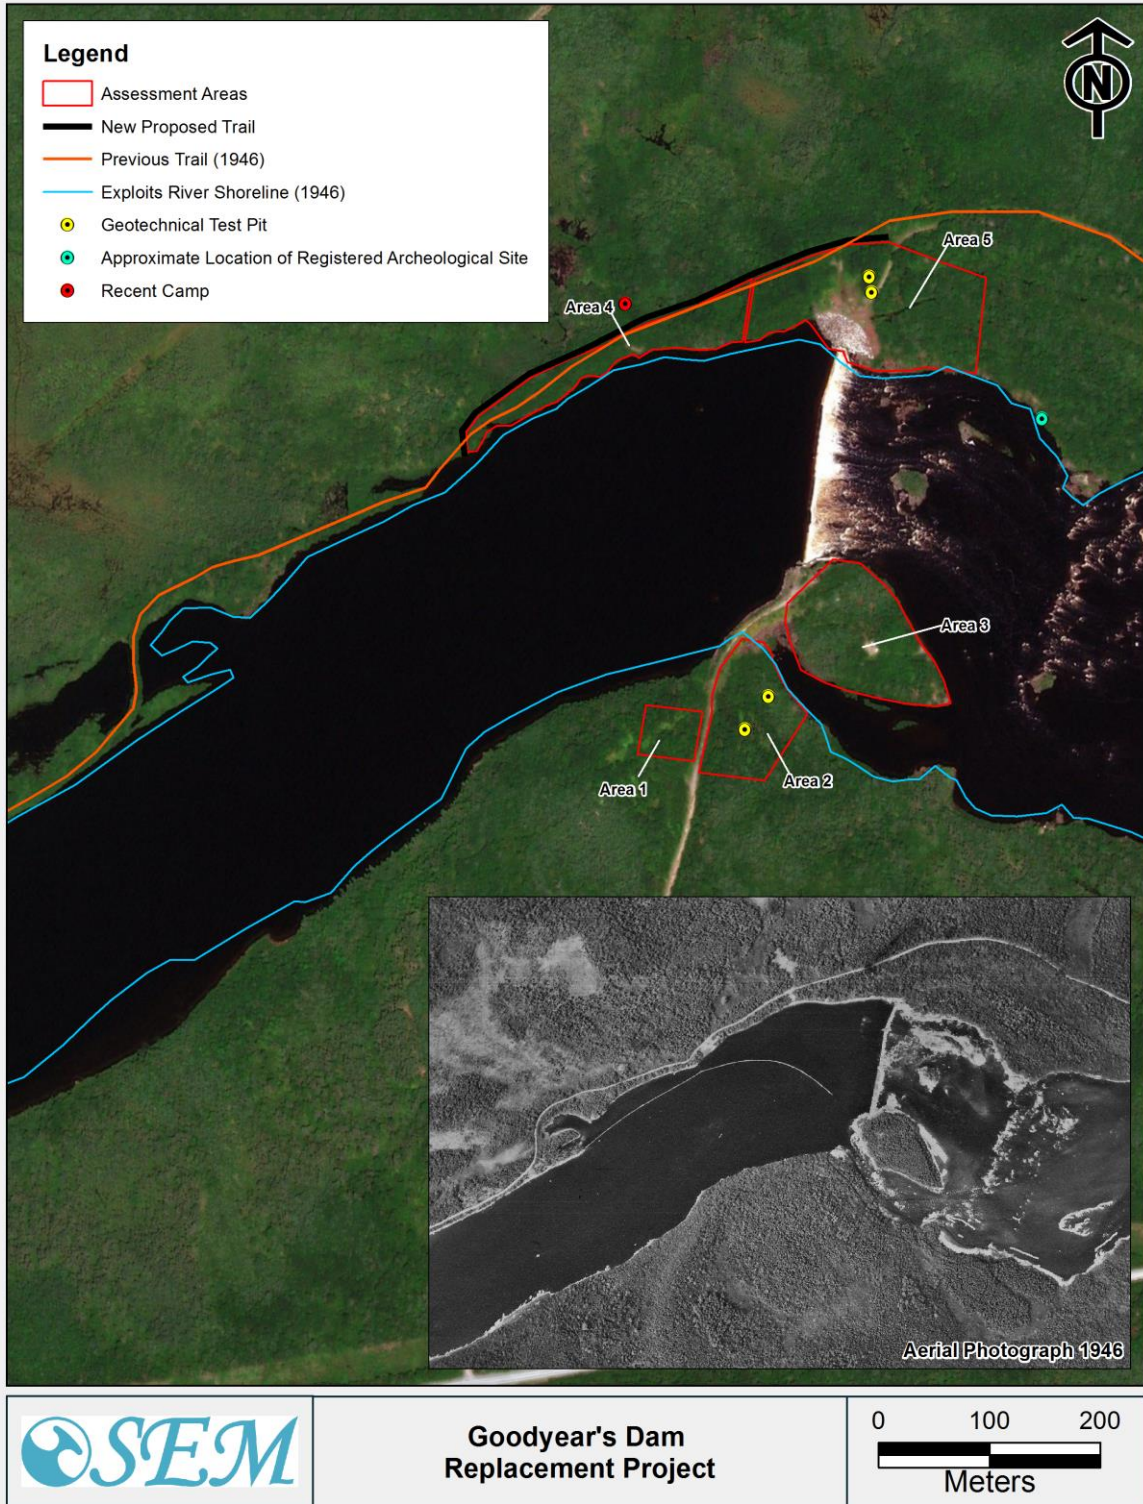 Legend
Assessment Areas
New Proposed Trail
Previous Trail (1946)
Exploits River Shoreline (1946)
Geotechnical Test Pit
Approximate Location of Registered Archeological Site
Recent Camp
N
Area 5
Area 4
Area 3
Area 1
Area 2
Aerial Photograph 1946
SEM
Goodyear's Dam
Replacement Project
0 100 200
Meters